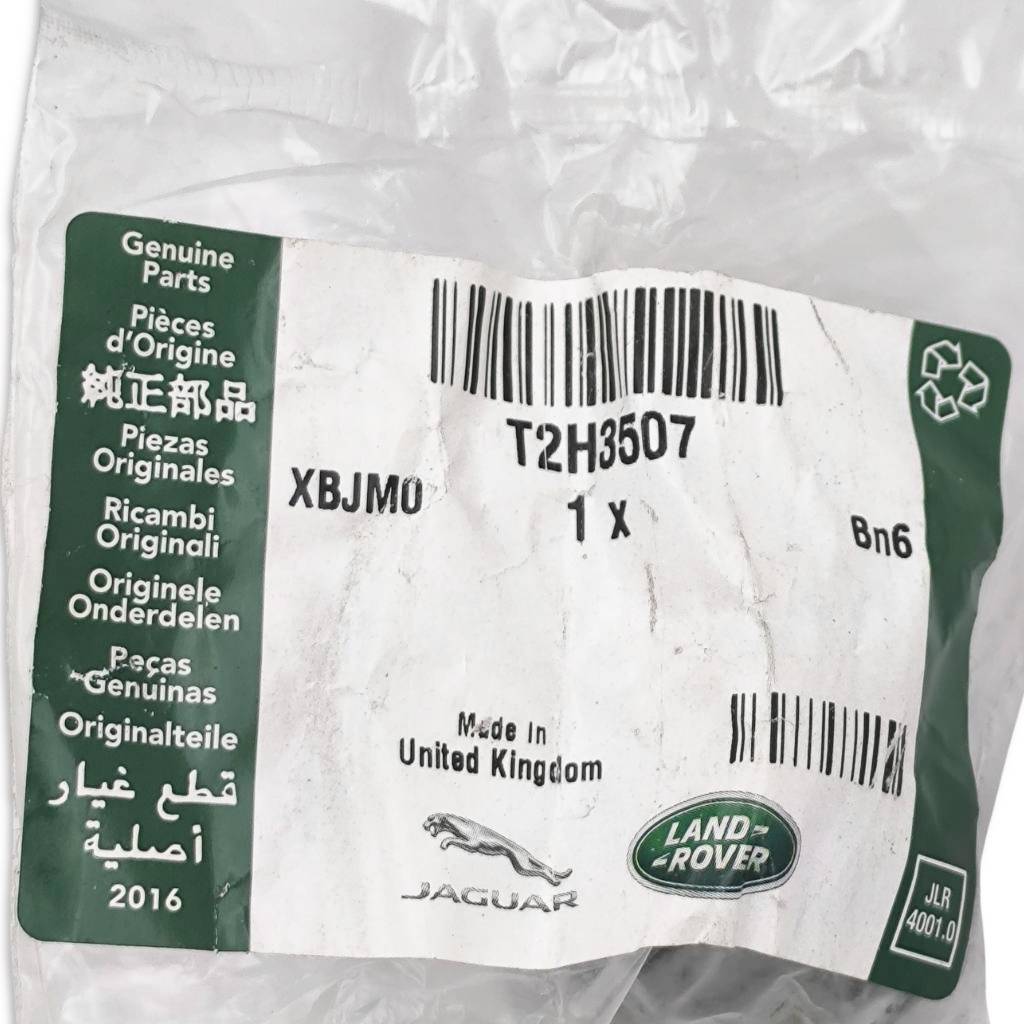 Genuine
Parts
Pièces
d'Origine
純正部品
Piezas
Originales
Ricambi
Originali
Originele
Onderdelen
Peças
Genuinas
Originalteile
قطع غيار
أصلية
2016
T2H3507
XBJM0
1 x
Bn6
Made In
United Kingdom
JAGUAR
LAND-
-ROVER
JLR
4001.0